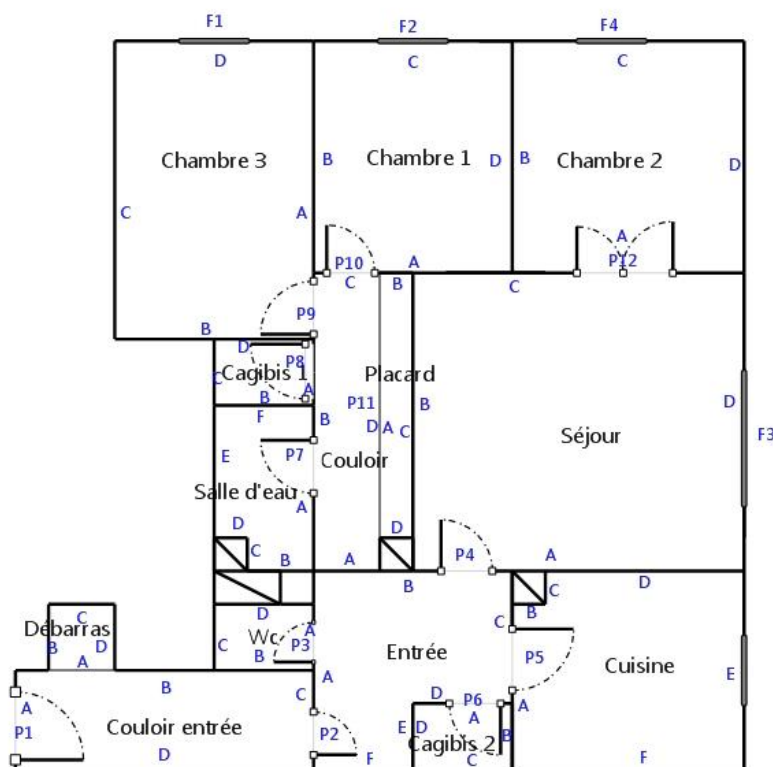 F1 F2 F4
D C C
Chambre 3 B Chambre 1 D B Chambre 2 D
C A
A
P10 A P12
C B C
P9
B
D P8
C Cagibis 1 A Placard
B P11 B D
F B D A C F3
E P7 Couloir Séjour
Salle d'eau
A
D D
C P4
B A A
B D
C
C D A C B
Débarras Wc Entrée P5 Cuisine
B D C B P3
A E
B A
C D P6
A A A
P1 Couloir entrée P2 E D B
D Cagibis 2
F C F